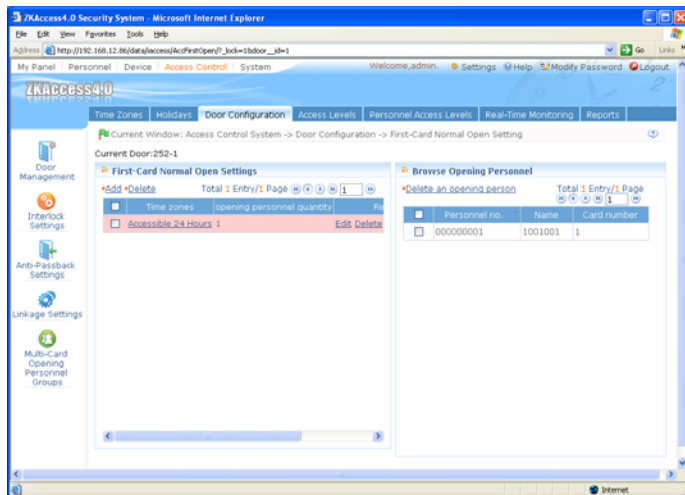 ZKAccess4.0 Security System - Microsoft Internet Explorer
File Edit View Favorites Tools Help
Address http://192.168.12.86/data/iaccess/AccFirstOpen/?_lock=1&door__id=1 Go Links
My Panel Personnel Device Access Control System Welcome,admin. Settings Help Modify Password Logout
ZKAccess4.0
Time Zones Holidays Door Configuration Access Levels Personnel Access Levels Real-Time Monitoring Reports
Current Window: Access Control System -> Door Configuration -> First-Card Normal Open Setting
Current Door:252-1
Door Management
Interlock Settings
Anti-Passback Settings
Linkage Settings
Multi-Card Opening Personnel Groups
First-Card Normal Open Settings
Add Delete Total 1 Entry/1 Page 1
Time zones opening personnel quantity Re
Accessible 24 Hours 1 Edit Delete
Browse Opening Personnel
Delete an opening person Total 1 Entry/1 Page
1
Personnel no. Name Card number
000000001 1001001 1
Internet